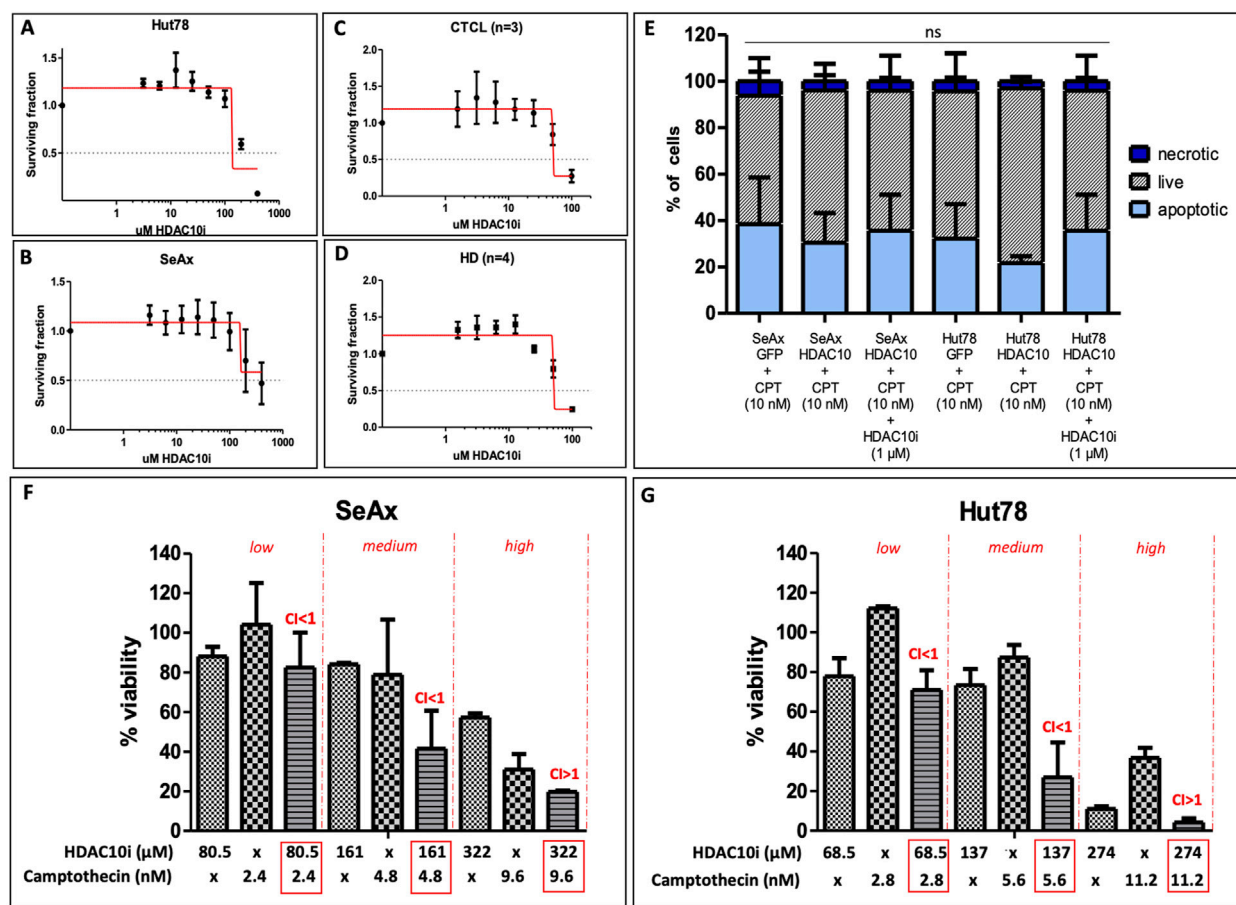 A
Hut78
1.5
1.0
0.5
Surviving fraction
1 10 100 1000
uM HDAC10i
B
SeAx
1.5
1.0
0.5
0.0
Surviving fraction
1 10 100 1000
uM HDAC10i
C
CTCL (n=3)
2.0
1.5
1.0
0.5
0.0
Surviving fraction
1 10 100
uM HDAC10i
D
HD (n=4)
2.0
1.5
1.0
0.5
0.0
Surviving fraction
1 10 100
uM HDAC10i
E
ns
120
100
80
60
40
20
0
% of cells
necrotic
live
apoptotic
SeAx
GFP
+
CPT
(10 nM)
SeAx
HDAC10
+
CPT
(10 nM)
SeAx
HDAC10
+
CPT
(10 nM)
+
HDAC10i
(1 µM)
Hut78
GFP
+
CPT
(10 nM)
Hut78
HDAC10
+
CPT
(10 nM)
Hut78
HDAC10
+
CPT
(10 nM)
+
HDAC10i
(1 µM)
F
SeAx
low medium high
140
120
100
80
60
40
20
0
% viability
CI<1
CI<1
CI>1
HDAC10i (µM) 80.5 x 80.5 161 x 161 322 x 322
Camptothecin (nM) x 2.4 2.4 x 4.8 4.8 x 9.6 9.6
G
Hut78
low medium high
140
120
100
80
60
40
20
0
% viability
CI<1
CI<1
CI>1
HDAC10i (µM) 68.5 x 68.5 137 x 137 274 x 274
Camptothecin (nM) x 2.8 2.8 x 5.6 5.6 x 11.2 11.2